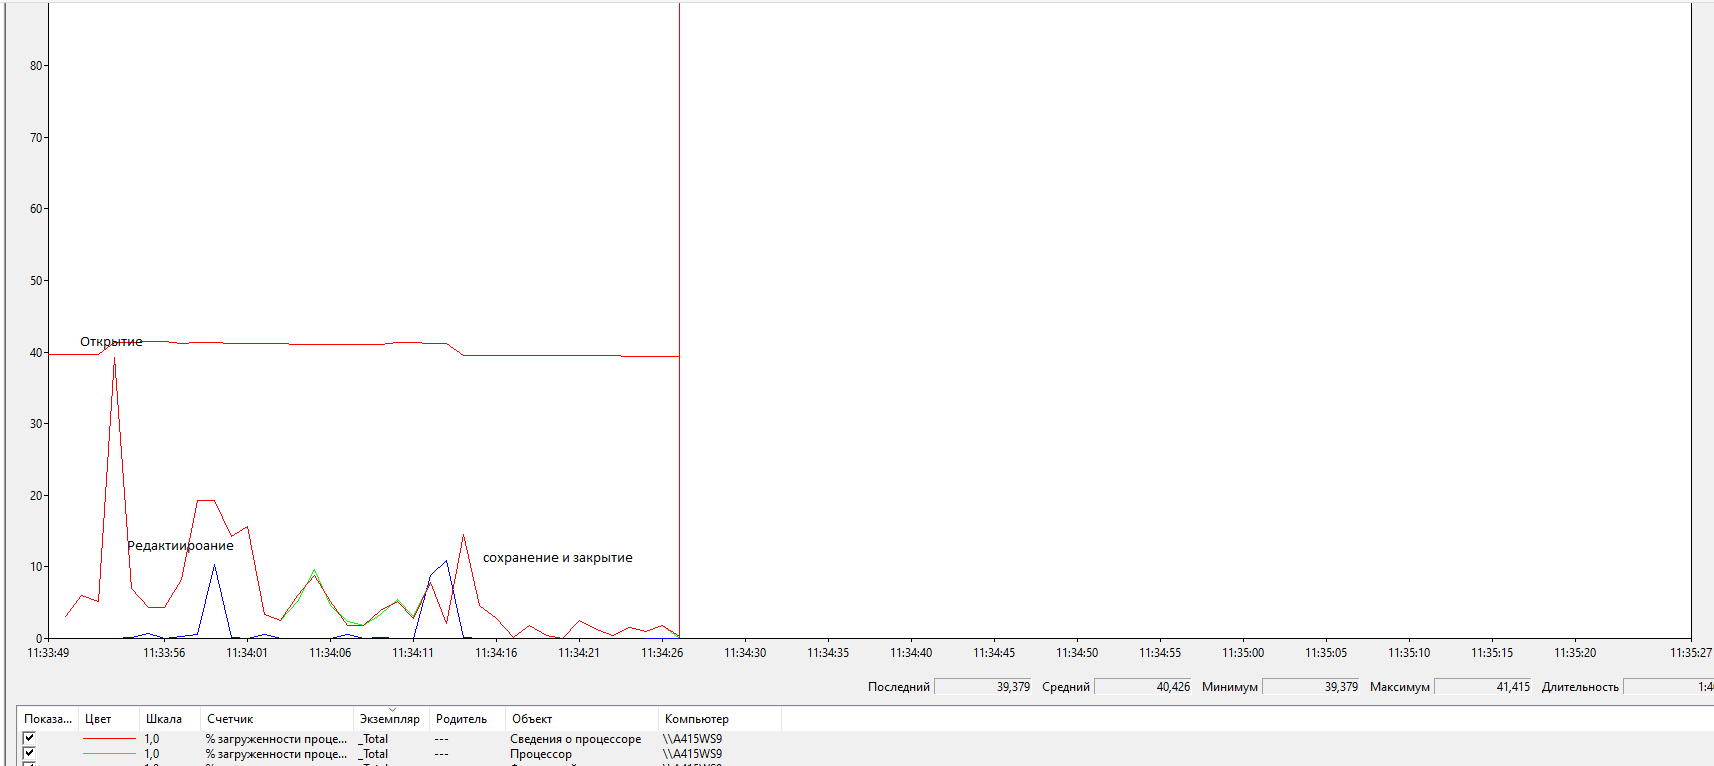 80
70
60
50
Открытие
40
30
20
Редактиироание
сохранение и закрытие
10
0
11:33:49 11:33:56 11:34:01 11:34:06 11:34:11 11:34:16 11:34:21 11:34:26 11:34:30 11:34:35 11:34:40 11:34:45 11:34:50 11:34:55 11:35:00 11:35:05 11:35:10 11:35:15 11:35:20 11:35:27
Последний 39,379 Средний 40,426 Минимум 39,379 Максимум 41,415 Длительность
Показа... Цвет Шкала Счетчик Экземпляр Родитель Объект Компьютер
1,0 % загруженности проце... _Total --- Сведения о процессоре \\A415WS9
1,0 % загруженности проце... _Total --- Процессор \\A415WS9